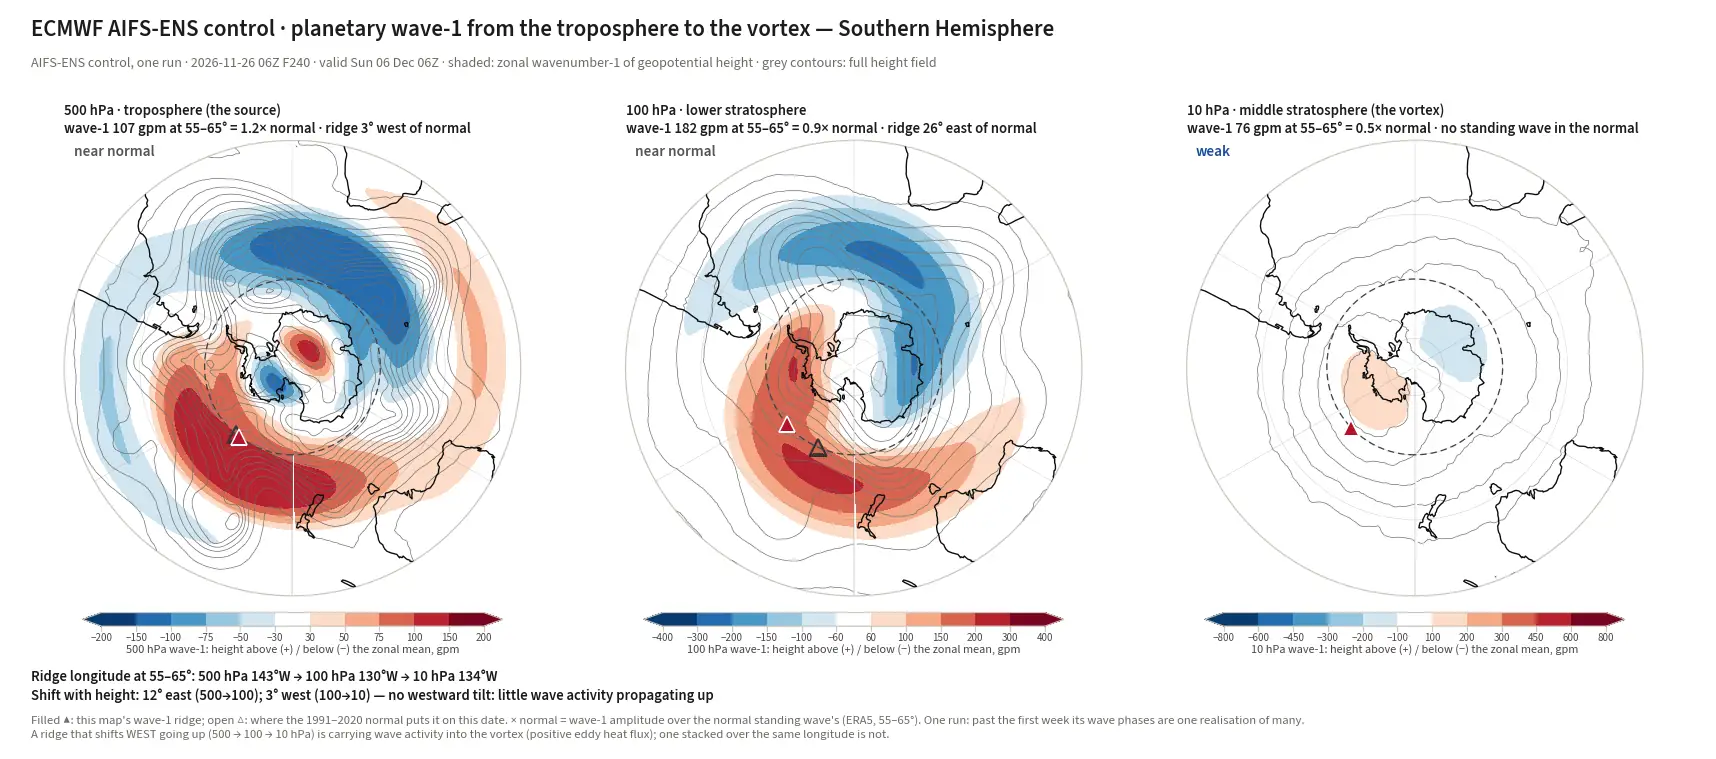 ECMWF AIFS-ENS control · planetary wave-1 from the troposphere to the vortex — Southern Hemisphere
AIFS-ENS control, one run · 2026-11-26 06Z F240 · valid Sun 06 Dec 06Z · shaded: zonal wavenumber-1 of geopotential height · grey contours: full height field
500 hPa · troposphere (the source)
wave-1 107 gpm at 55–65° = 1.2× normal · ridge 3° west of normal
near normal
100 hPa · lower stratosphere
wave-1 182 gpm at 55–65° = 0.9× normal · ridge 26° east of normal
near normal
10 hPa · middle stratosphere (the vortex)
wave-1 76 gpm at 55–65° = 0.5× normal · no standing wave in the normal
weak
−200 −150 −100 −75 −50 −30 30 50 75 100 150 200
500 hPa wave-1: height above (+) / below (−) the zonal mean, gpm
−400 −300 −200 −150 −100 −60 60 100 150 200 300 400
100 hPa wave-1: height above (+) / below (−) the zonal mean, gpm
−800 −600 −450 −300 −200 −100 100 200 300 450 600 800
10 hPa wave-1: height above (+) / below (−) the zonal mean, gpm
Ridge longitude at 55–65°: 500 hPa 143°W → 100 hPa 130°W → 10 hPa 134°W
Shift with height: 12° east (500→100); 3° west (100→10) — no westward tilt: little wave activity propagating up
Filled ▲: this map's wave-1 ridge; open △: where the 1991–2020 normal puts it on this date. × normal = wave-1 amplitude over the normal standing wave's (ERA5, 55–65°). One run: past the first week its wave phases are one realisation of many.
A ridge that shifts WEST going up (500 → 100 → 10 hPa) is carrying wave activity into the vortex (positive eddy heat flux); one stacked over the same longitude is not.